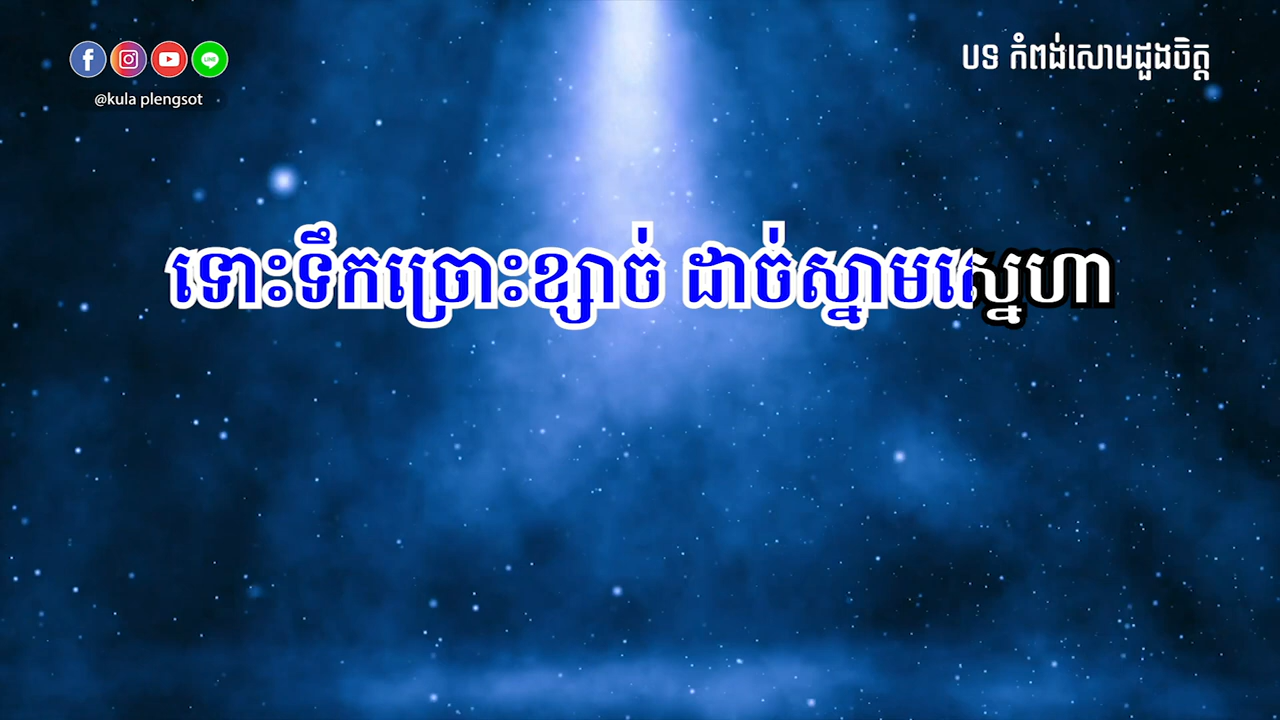 បទ កំពង់សោមដួងចិត្ត
@kula plengsot
ទោះទឹកច្រោះខ្សាច់ ដាច់ស្នាមស្នេហា